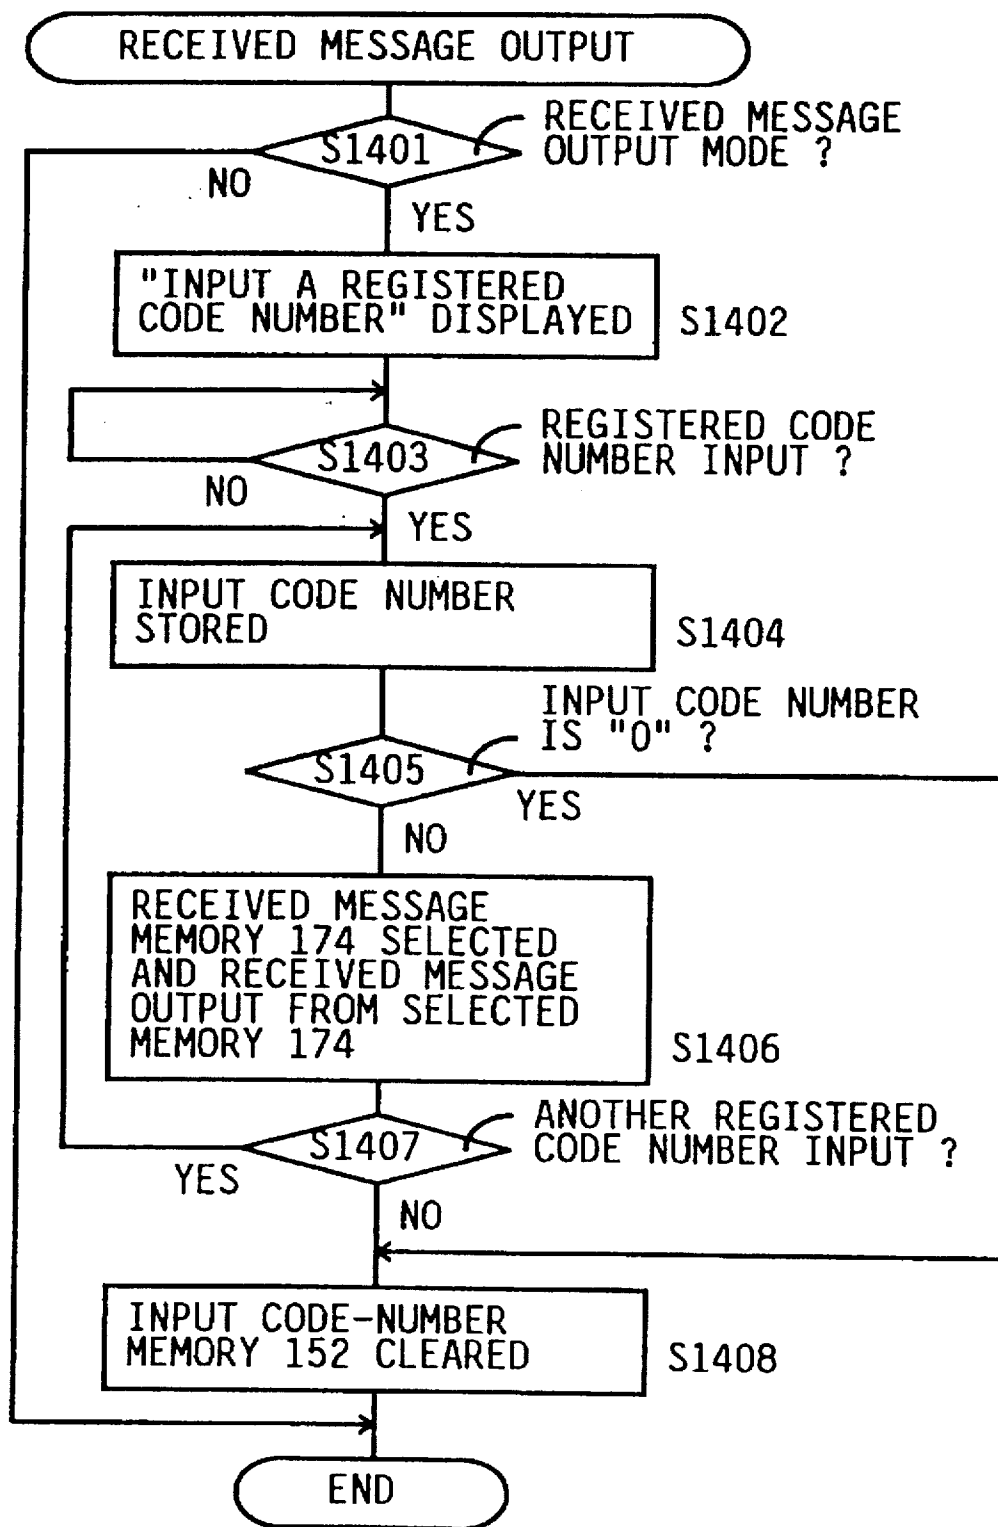 RECEIVED MESSAGE OUTPUT
S1401
RECEIVED MESSAGE
OUTPUT MODE ?
NO
YES
"INPUT A REGISTERED
CODE NUMBER" DISPLAYED
S1402
S1403
REGISTERED CODE
NUMBER INPUT ?
NO
YES
INPUT CODE NUMBER
STORED
S1404
INPUT CODE NUMBER
IS "0" ?
S1405
YES
NO
RECEIVED MESSAGE
MEMORY 174 SELECTED
AND RECEIVED MESSAGE
OUTPUT FROM SELECTED
MEMORY 174
S1406
S1407
ANOTHER REGISTERED
CODE NUMBER INPUT ?
YES
NO
INPUT CODE-NUMBER
MEMORY 152 CLEARED
S1408
END